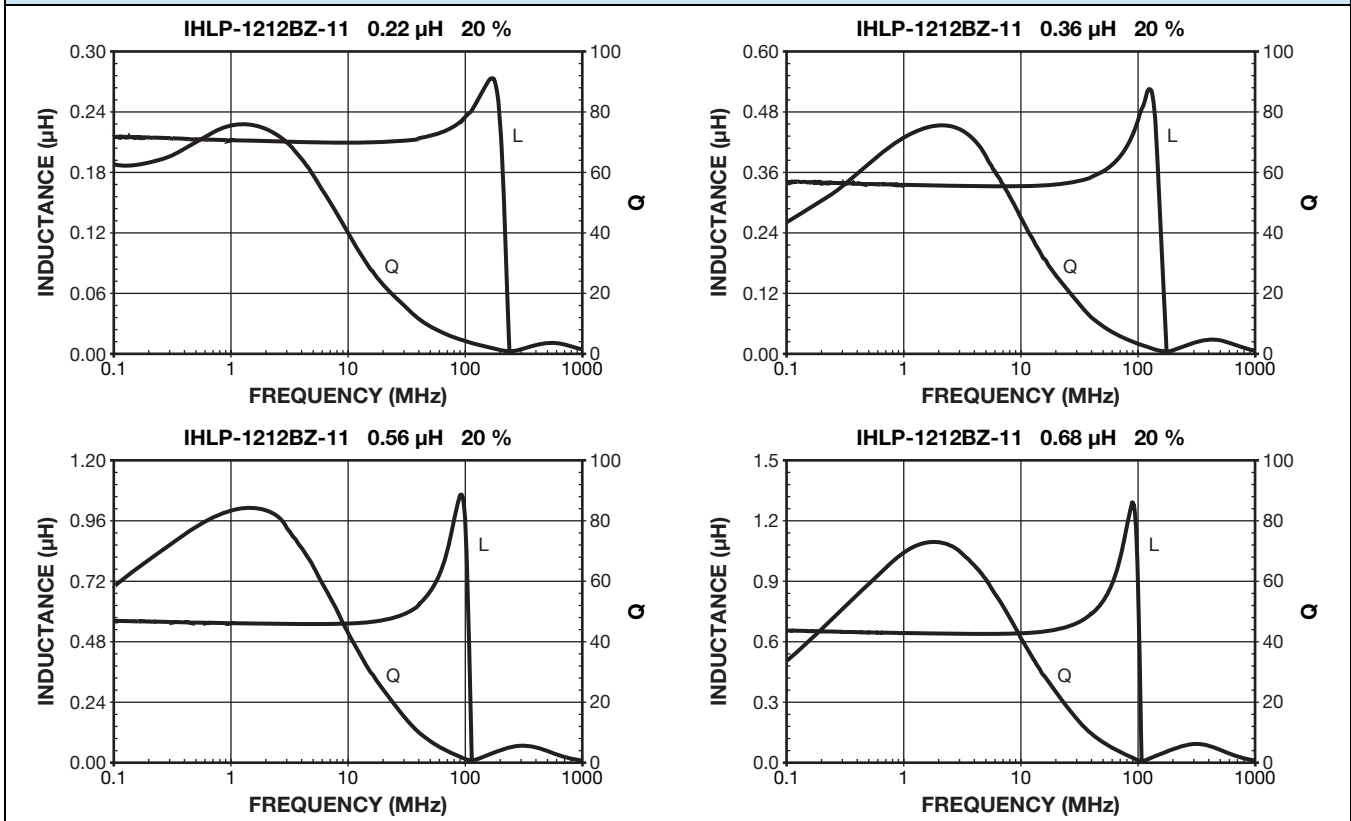 IHLP-1212BZ-11 0.22 µH 20 %
INDUCTANCE (µH)
0.30
0.24
0.18
0.12
0.06
0.00
100
80
60
40
20
0
Q
L
Q
0.1 1 10 100 1000
FREQUENCY (MHz)
IHLP-1212BZ-11 0.36 µH 20 %
INDUCTANCE (µH)
0.60
0.48
0.36
0.24
0.12
0.00
100
80
60
40
20
0
Q
L
Q
0.1 1 10 100 1000
FREQUENCY (MHz)
IHLP-1212BZ-11 0.56 µH 20 %
INDUCTANCE (µH)
1.20
0.96
0.72
0.48
0.24
0.00
100
80
60
40
20
0
Q
L
Q
0.1 1 10 100 1000
FREQUENCY (MHz)
IHLP-1212BZ-11 0.68 µH 20 %
INDUCTANCE (µH)
1.5
1.2
0.9
0.6
0.3
0.00
100
80
60
40
20
0
Q
L
Q
0.1 1 10 100 1000
FREQUENCY (MHz)